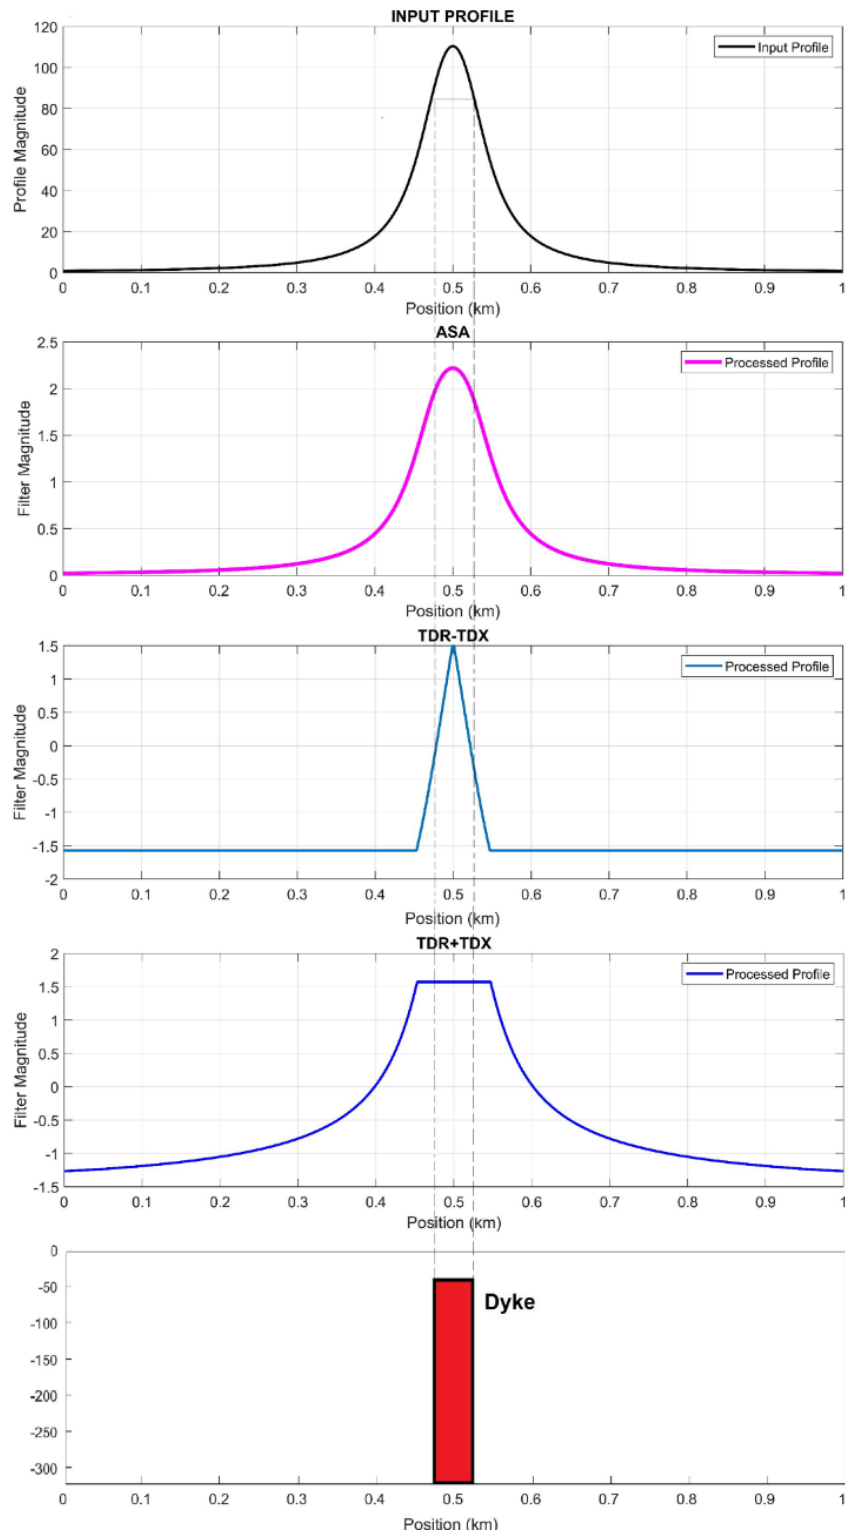 INPUT PROFILE
120
100
80
60
40
20
0
Profile Magnitude
Input Profile
0 0.1 0.2 0.3 0.4 0.5 0.6 0.7 0.8 0.9 1
Position (km)
ASA
2.5
2
1.5
1
0.5
0
Filter Magnitude
Processed Profile
0 0.1 0.2 0.3 0.4 0.5 0.6 0.7 0.8 0.9 1
Position (km)
TDR-TDX
1.5
1
0.5
0
-0.5
-1
-1.5
-2
Filter Magnitude
Processed Profile
0 0.1 0.2 0.3 0.4 0.5 0.6 0.7 0.8 0.9 1
Position (km)
TDR+TDX
2
1.5
1
0.5
0
-0.5
-1
-1.5
Filter Magnitude
Processed Profile
0 0.1 0.2 0.3 0.4 0.5 0.6 0.7 0.8 0.9 1
Position (km)
0
-50
-100
-150
-200
-250
-300
Dyke
0 0.1 0.2 0.3 0.4 0.5 0.6 0.7 0.8 0.9 1
Position (km)